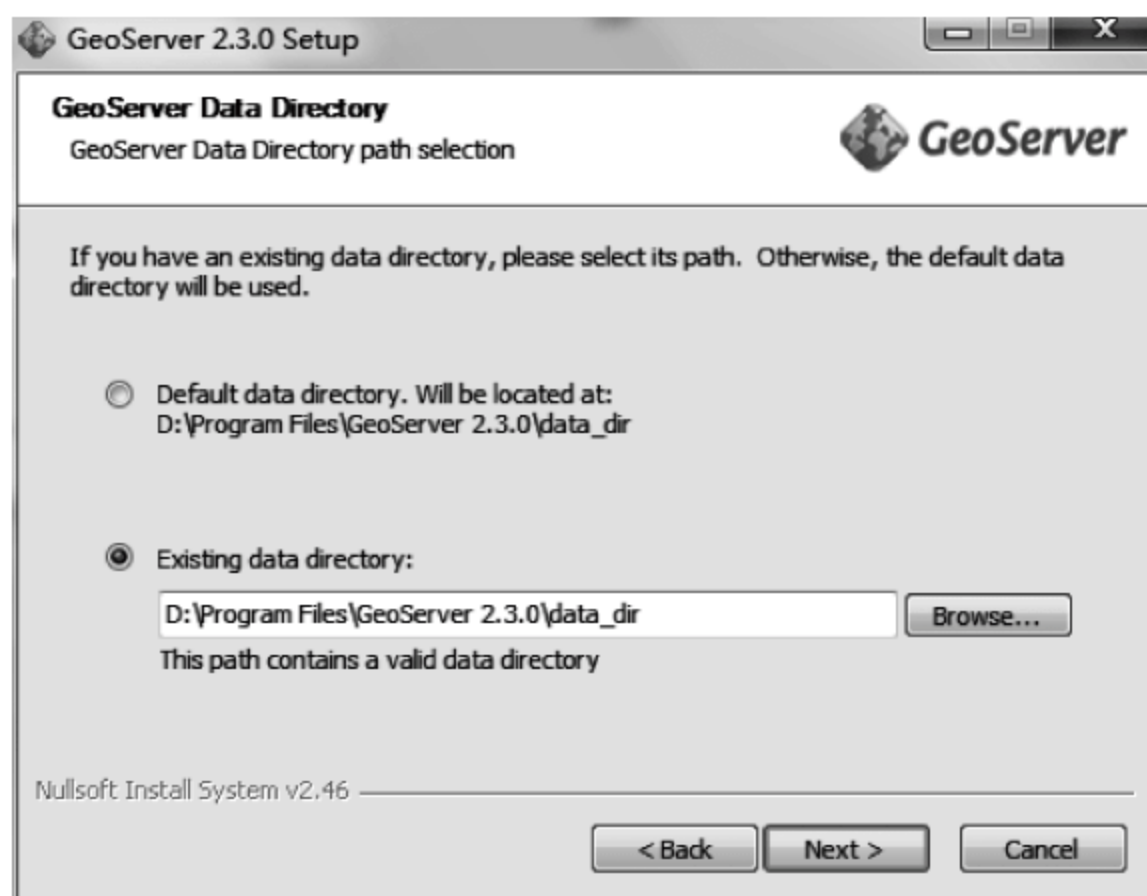 GeoServer 2.3.0 Setup
GeoServer Data Directory
GeoServer Data Directory path selection
GeoServer
If you have an existing data directory, please select its path. Otherwise, the default data
directory will be used.
Default data directory. Will be located at:
D:\Program Files\GeoServer 2.3.0\data_dir
Existing data directory:
D:\Program Files\GeoServer 2.3.0\data_dir
Browse...
This path contains a valid data directory
Nullsoft Install System v2.46
< Back
Next >
Cancel